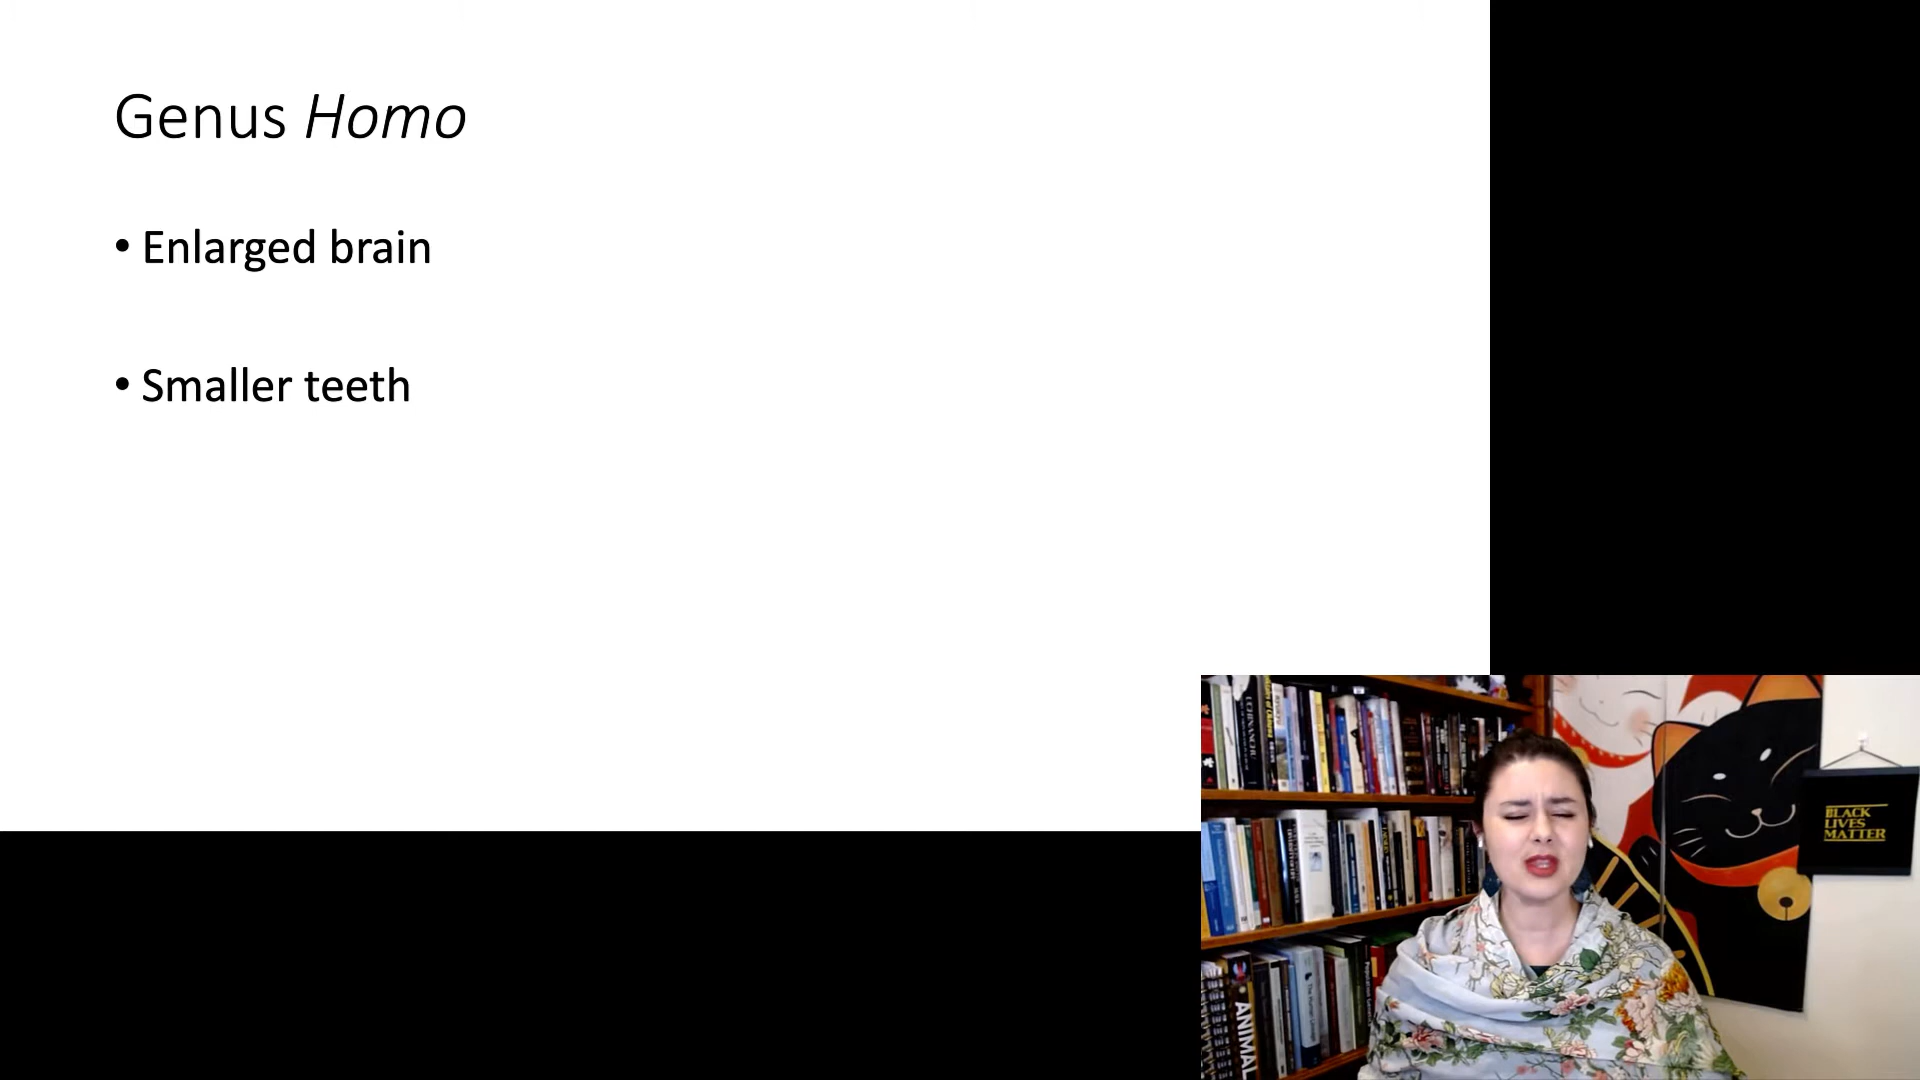 Genus Homo
• Enlarged brain
• Smaller teeth
BLACK
LIVES
MATTER
ANIMAL